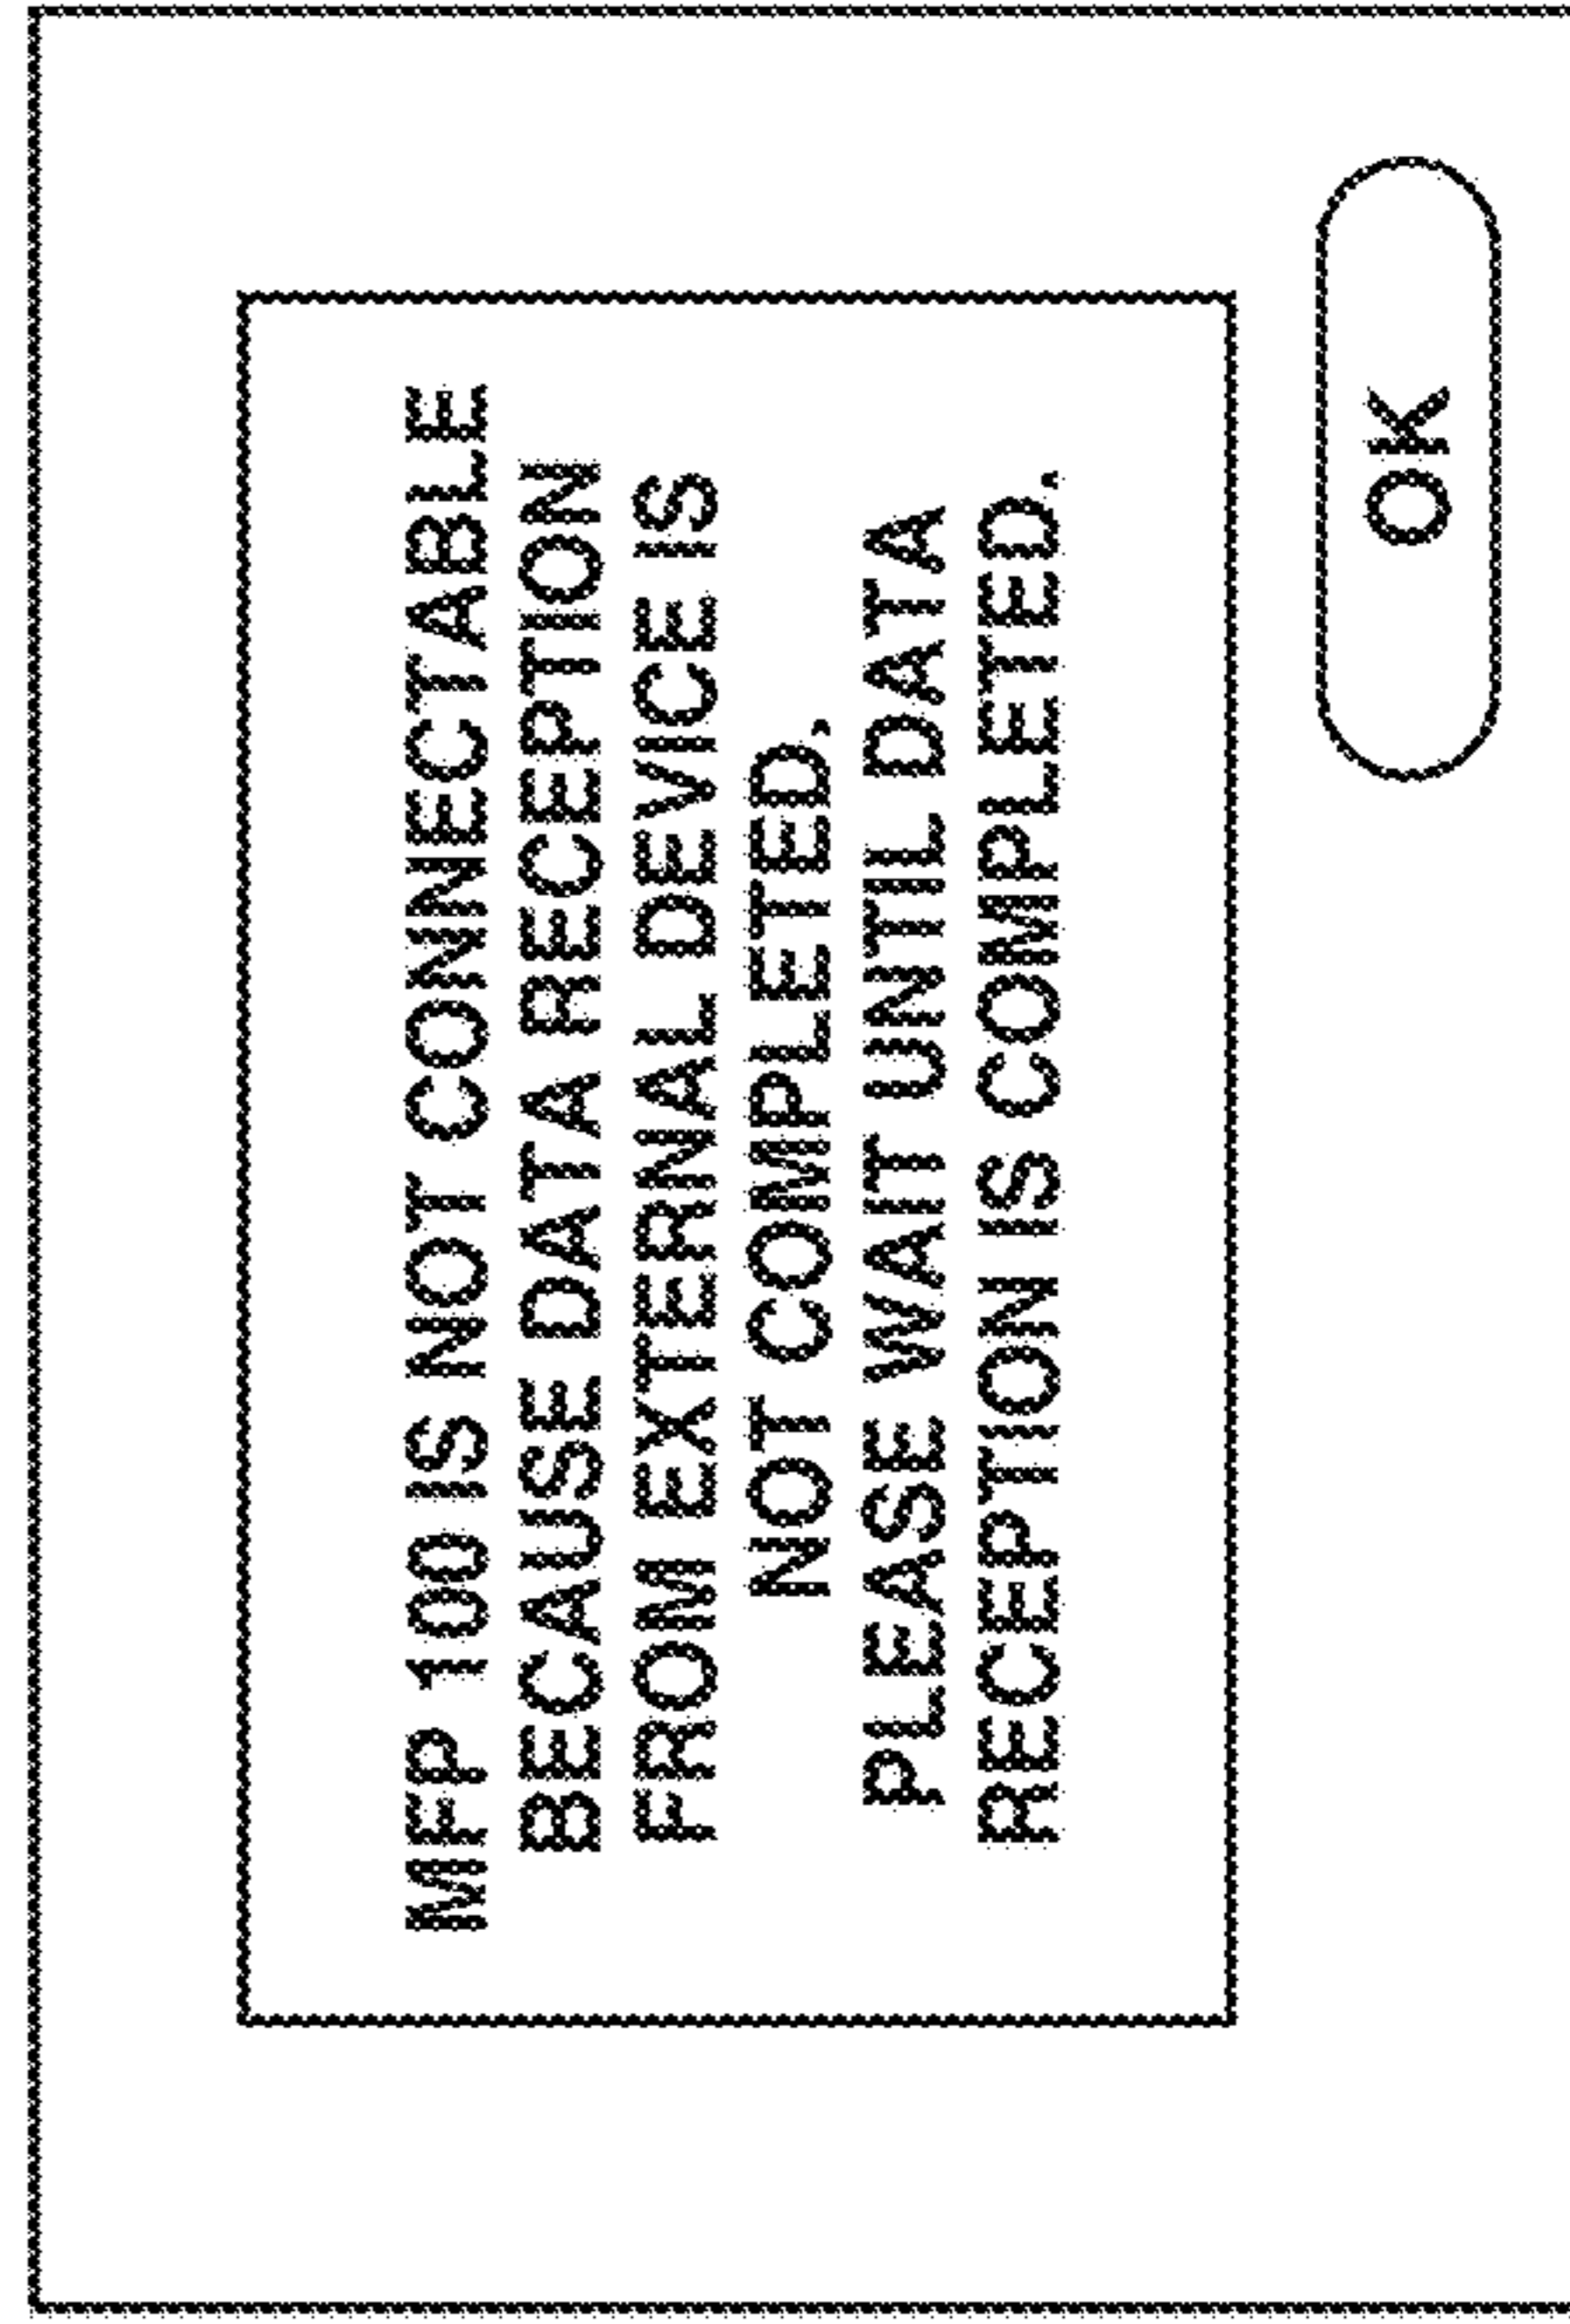 MFP 100 IS NOT CONNECTABLE
BECAUSE DATA RECEPTION
FROM EXTERNAL DEVICE IS
NOT COMPLETED.
PLEASE WAIT UNTIL DATA
RECEPTION IS COMPLETED.
OK